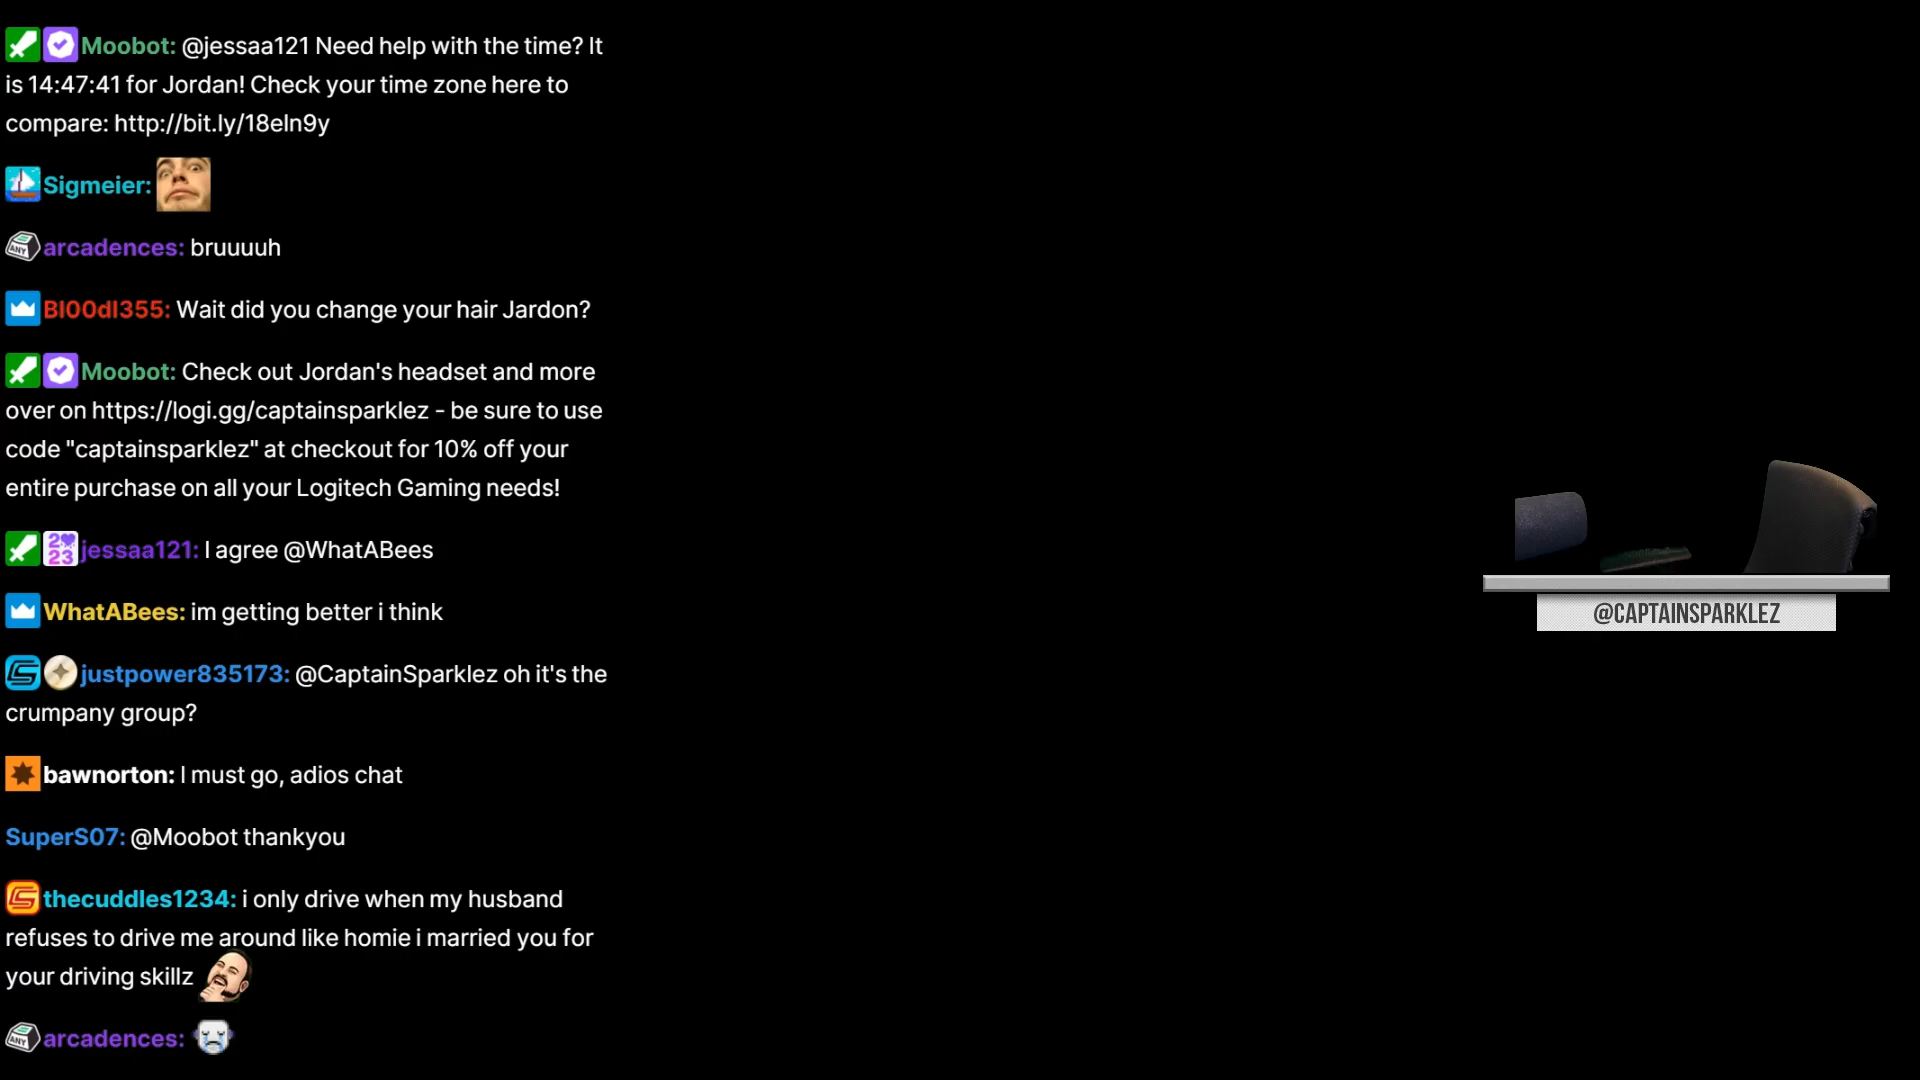 Moobot: @jessaa121 Need help with the time? It
is 14:47:41 for Jordan! Check your time zone here to
compare: http://bit.ly/18eln9y
Sigmeier:
ANY arcadences: bruuuuh
Bl00dl355: Wait did you change your hair Jardon?
Moobot: Check out Jordan's headset and more
over on https://logi.gg/captainsparklez - be sure to use
code "captainsparklez" at checkout for 10% off your
entire purchase on all your Logitech Gaming needs!
2023 jessaa121: I agree @WhatABees
WhatABees: im getting better i think
justpower835173: @CaptainSparklez oh it's the
crumpany group?
bawnorton: I must go, adios chat
SuperS07: @Moobot thankyou
thecuddles1234: i only drive when my husband
refuses to drive me around like homie i married you for
your driving skillz
ANY arcadences:
@CAPTAINSPARKLEZ